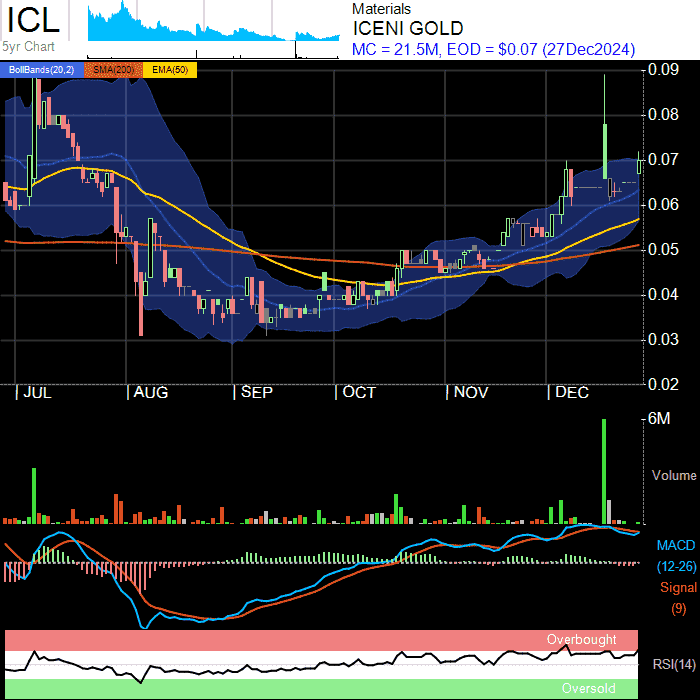 ICL
5yr Chart
Materials
ICENI GOLD
MC = 21.5M, EOD = $0.07 (27Dec2024)
BollBands(20,2) SMA(200) EMA(50)
0.09
0.08
0.07
0.06
0.05
0.04
0.03
0.02
JUL AUG SEP OCT NOV DEC
6M
Volume
MACD
(12-26)
Signal
(9)
Overbought
RSI(14)
Oversold